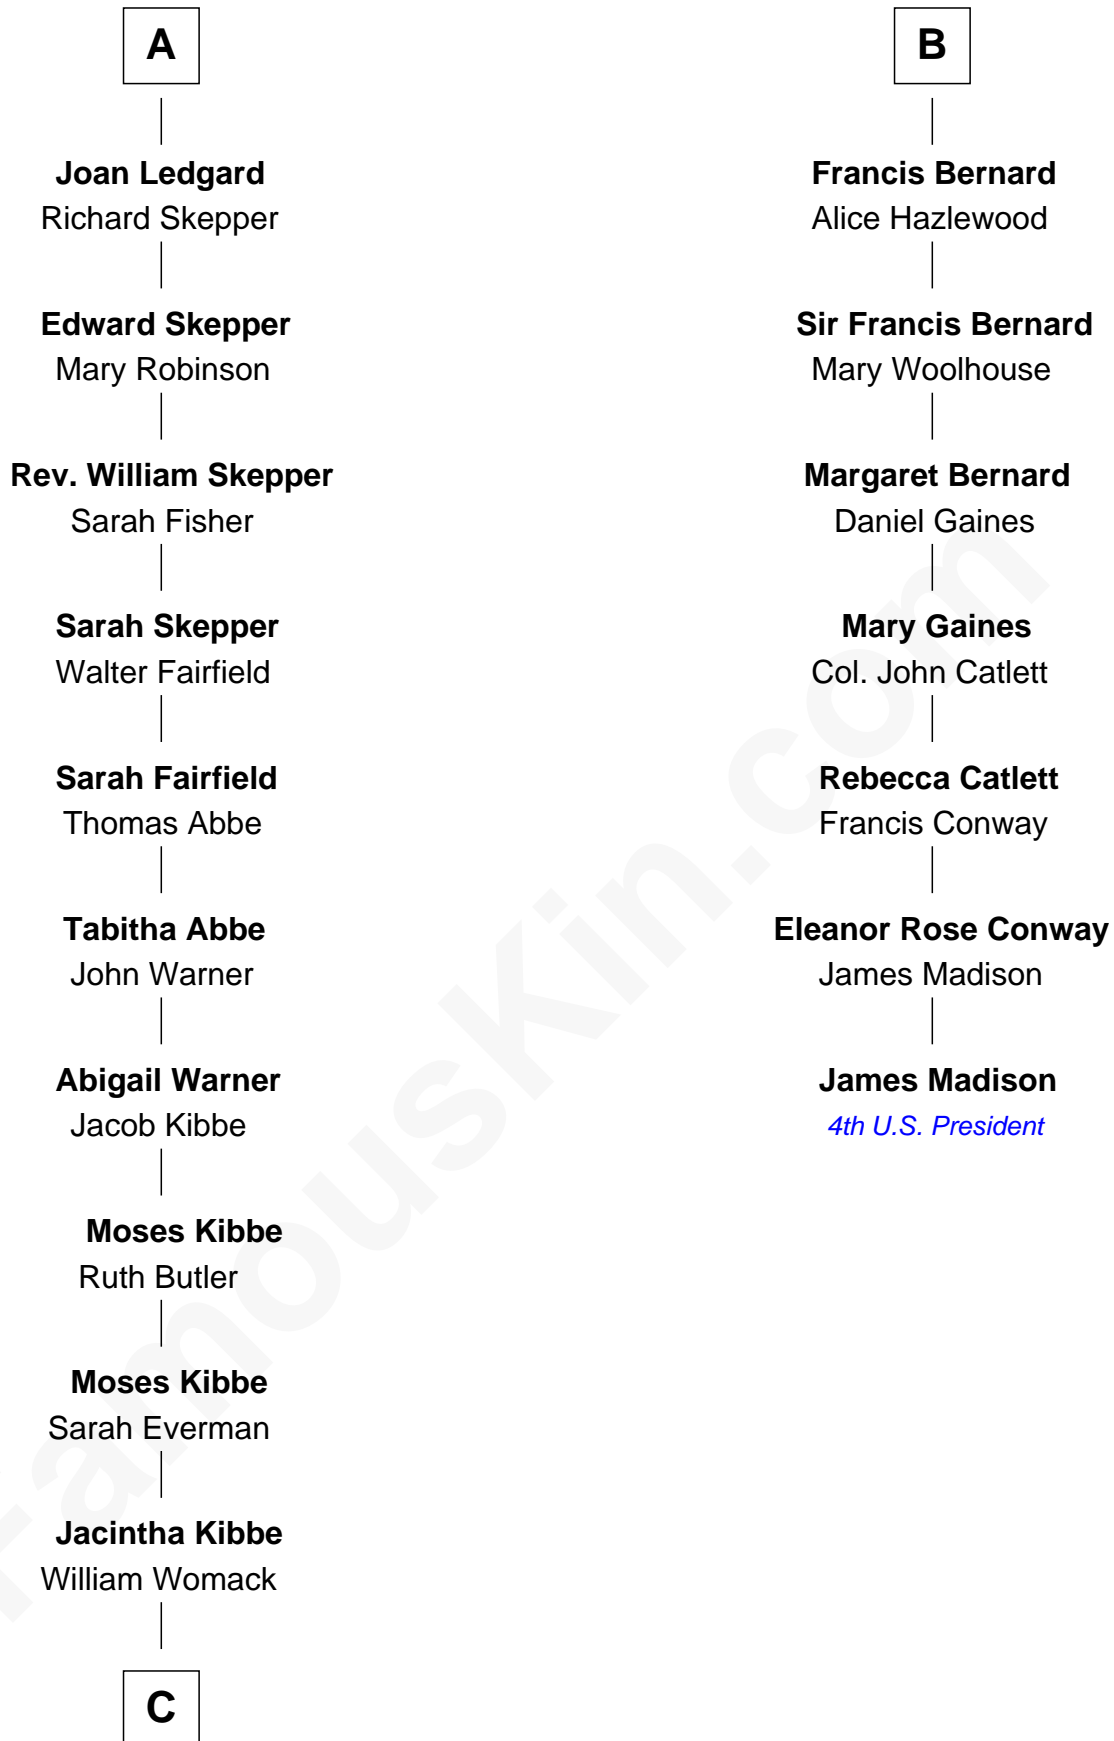 A
Joan Ledgard
Richard Skepper
Edward Skepper
Mary Robinson
Rev. William Skepper
Sarah Fisher
Sarah Skepper
Walter Fairfield
Sarah Fairfield
Thomas Abbe
Tabitha Abbe
John Warner
Abigail Warner
Jacob Kibbe
Moses Kibbe
Ruth Butler
Moses Kibbe
Sarah Everman
Jacintha Kibbe
William Womack
C
B
Francis Bernard
Alice Hazlewood
Sir Francis Bernard
Mary Woolhouse
Margaret Bernard
Daniel Gaines
Mary Gaines
Col. John Catlett
Rebecca Catlett
Francis Conway
Eleanor Rose Conway
James Madison
James Madison
4th U.S. President
FamousKin.com